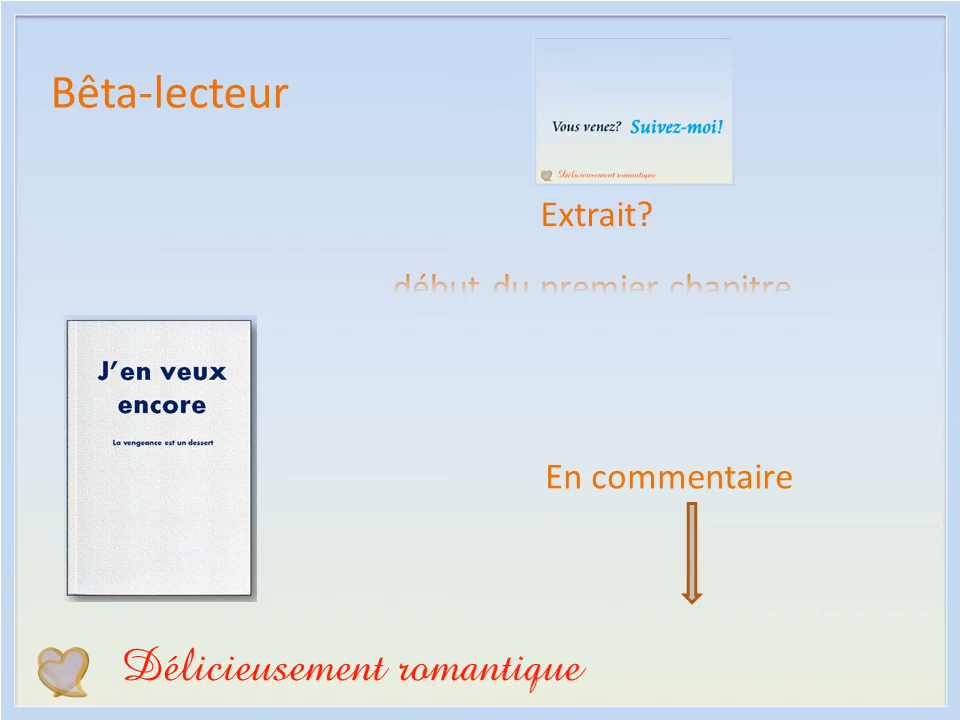 Bêta-lecteur
Vous venez? Suivez-moi!
Délicieusement romantique
Extrait?
début du premier chapitre
J'en veux
encore
La vengeance est un dessert
En commentaire
Délicieusement romantique